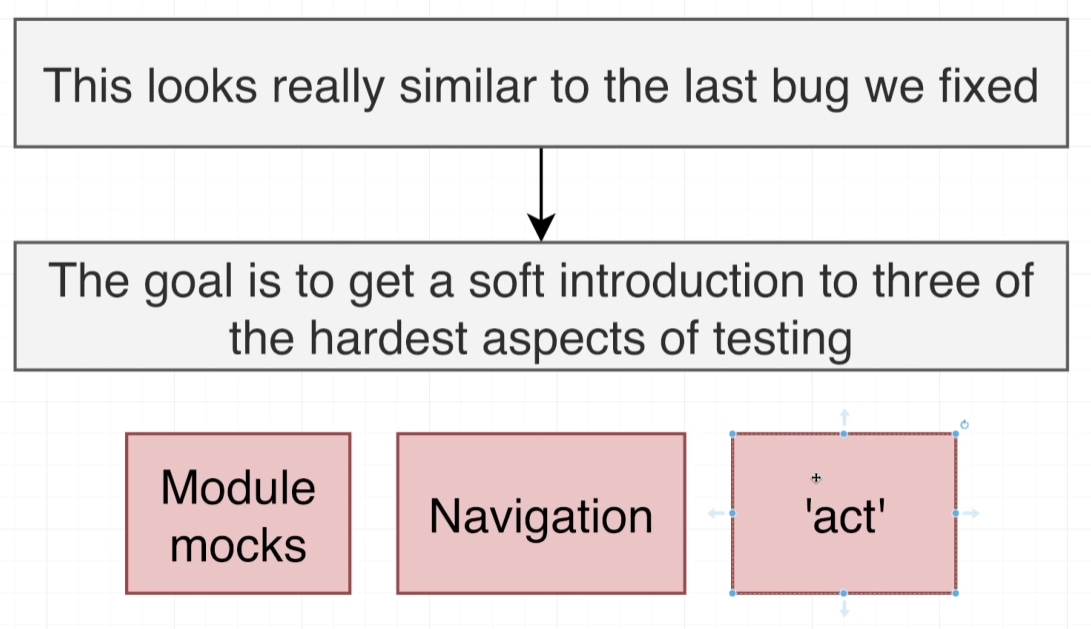 This looks really similar to the last bug we fixed
The goal is to get a soft introduction to three of
the hardest aspects of testing
Module
mocks
Navigation
'act'